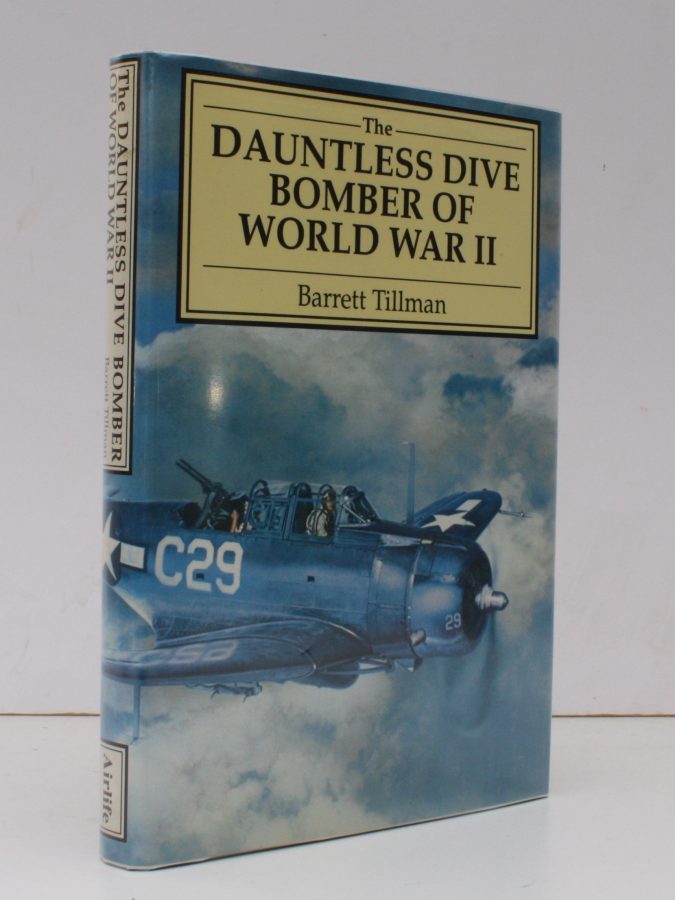 The
DAUNTLESS DIVE
BOMBER OF
WORLD WAR II
Barrett Tillman
The DAUNTLESS DIVE BOMBER
OF WORLD WAR II
Barrett Tillman
Airlife
C29
29